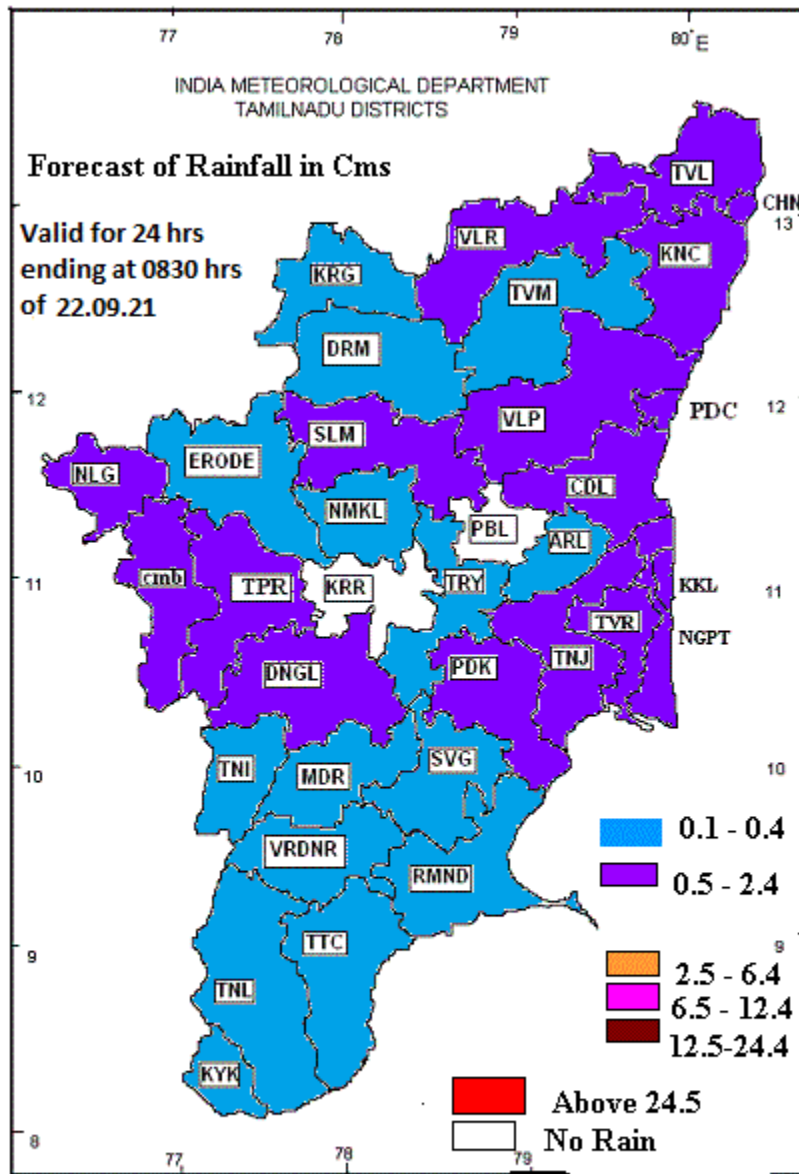 77 78 79 80°E
INDIA METEOROLOGICAL DEPARTMENT
TAMILNADU DISTRICTS
Forecast of Rainfall in Cms
TVL
CHN
13
Valid for 24 hrs
ending at 0830 hrs
of 22.09.21
VLR
KNC
KRG
TVM
DRM
12 12
PDC
SLM
VLP
NLG
ERODE
CDL
NMKL
PBL
ARL
11 11
cmb
TPR
KRR
TRY
KKL
TVR
NGPT
DNGL
PDK
TNJ
10 10
TNI
MDR
SVG
0.1 - 0.4
VRDNR
RMND
0.5 - 2.4
9 9
TTC
2.5 - 6.4
TNL
6.5 - 12.4
12.5-24.4
KYK
Above 24.5
8
No Rain
77 78 79